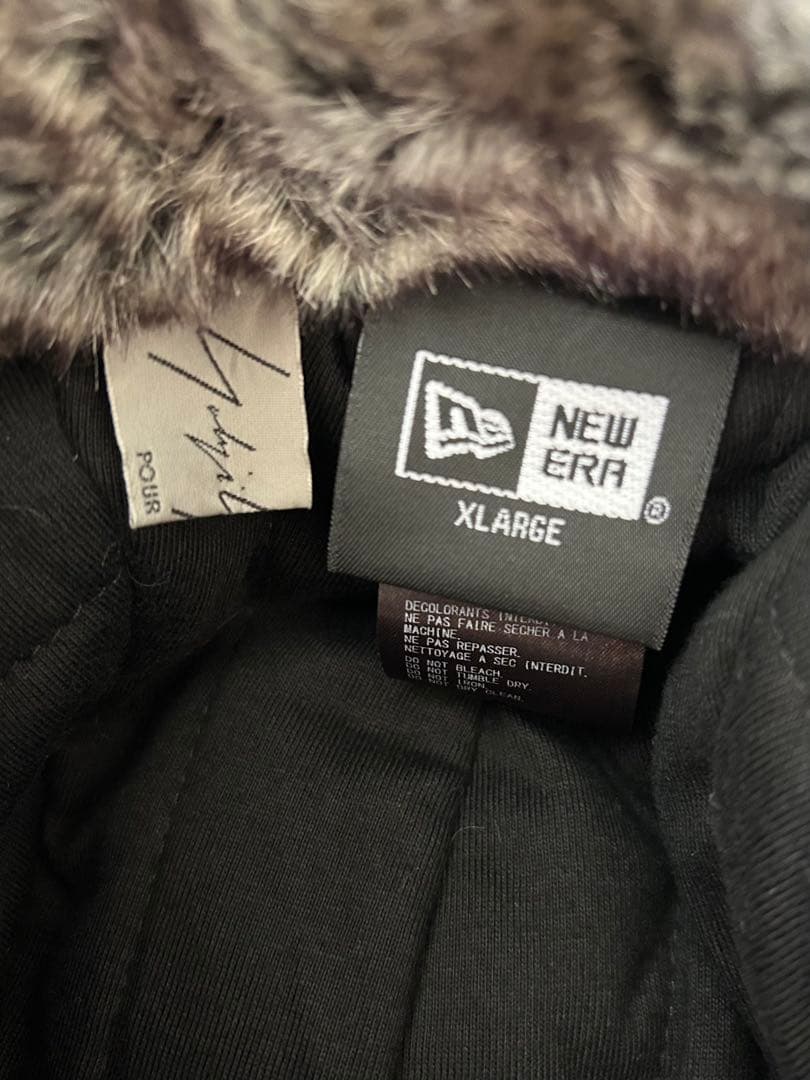 POUR
NEW
ERA
®
XLARGE
DECOLORANTS INTERDIT.
NE PAS FAIRE SECHER A LA
MACHINE.
NE PAS REPASSER.
NETTOYAGE A SEC INTERDIT.
DO NOT BLEACH.
DO NOT TUMBLE DRY.
DO NOT IRON.
DO NOT DRY CLEAN.